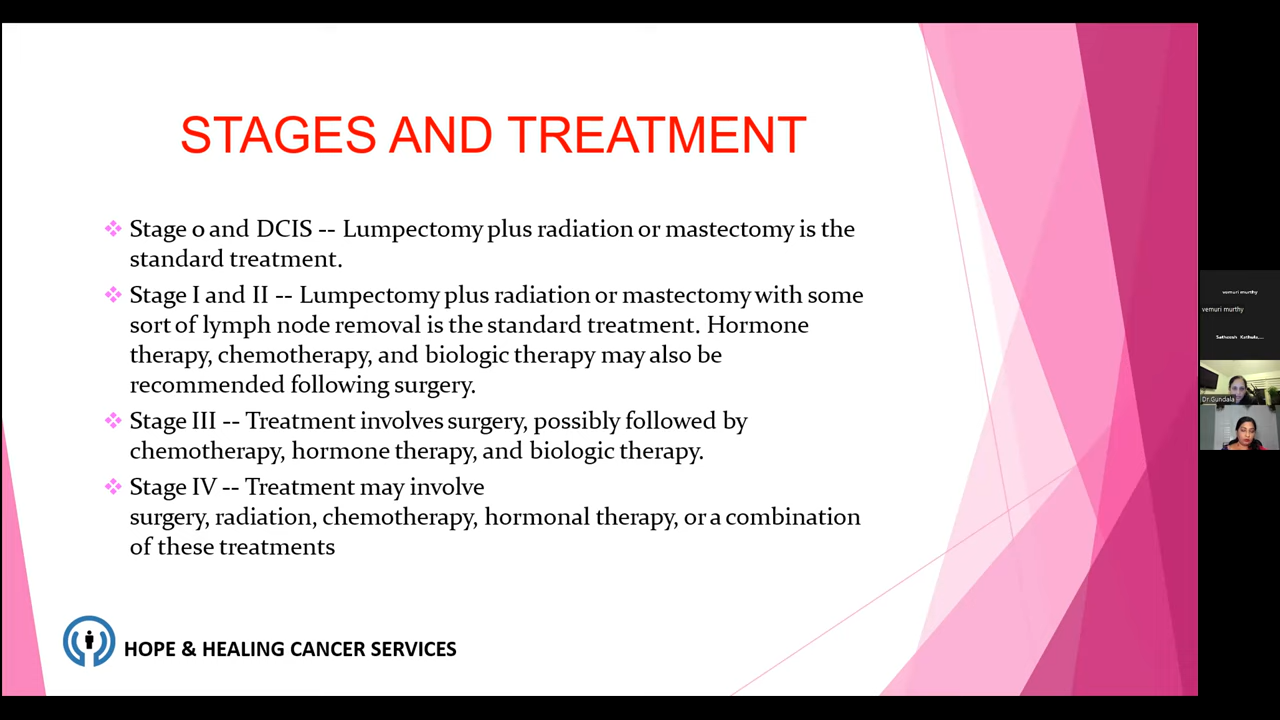 STAGES AND TREATMENT
Stage 0 and DCIS -- Lumpectomy plus radiation or mastectomy is the
standard treatment.
Stage I and II -- Lumpectomy plus radiation or mastectomy with some
sort of lymph node removal is the standard treatment. Hormone
therapy, chemotherapy, and biologic therapy may also be
recommended following surgery.
Stage III -- Treatment involves surgery, possibly followed by
chemotherapy, hormone therapy, and biologic therapy.
Stage IV -- Treatment may involve
surgery, radiation, chemotherapy, hormonal therapy, or a combination
of these treatments
HOPE & HEALING CANCER SERVICES
vemuri murthy
vemuri murthy
Satheesh Kathula,...
Dr.Gundala